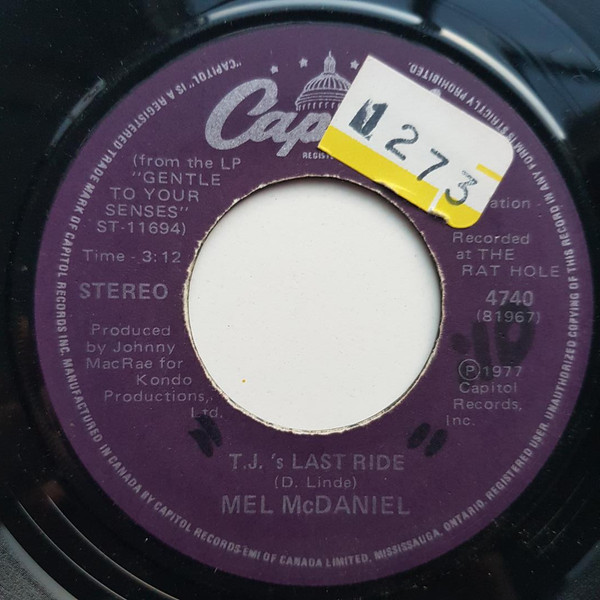 "CAPITOL" IS A REGISTERED TRADE MARK OF CAPITOL RECORDS INC. MANUFACTURED IN CANADA BY CAPITOL RECORDS-EMI OF CANADA LIMITED, MISSISSAUGA, ONTARIO. REGISTERED USER. UNAUTHORIZED COPYING OF THIS RECORD IN ANY FORM IS STRICTLY PROHIBITED.
Cap
REGIST
1273
(from the LP
"GENTLE
TO YOUR
SENSES"
ST-11694)
Time - 3:12
STEREO
Produced
by Johnny
MacRae for
Kondo
Productions,
Ltd.
ation -
Recorded
at THE
RAT HOLE
4740
(81967)
Ⓟ1977
Capitol
Records,
Inc.
T.J. 's LAST RIDE
(D. Linde)
MEL McDANIEL